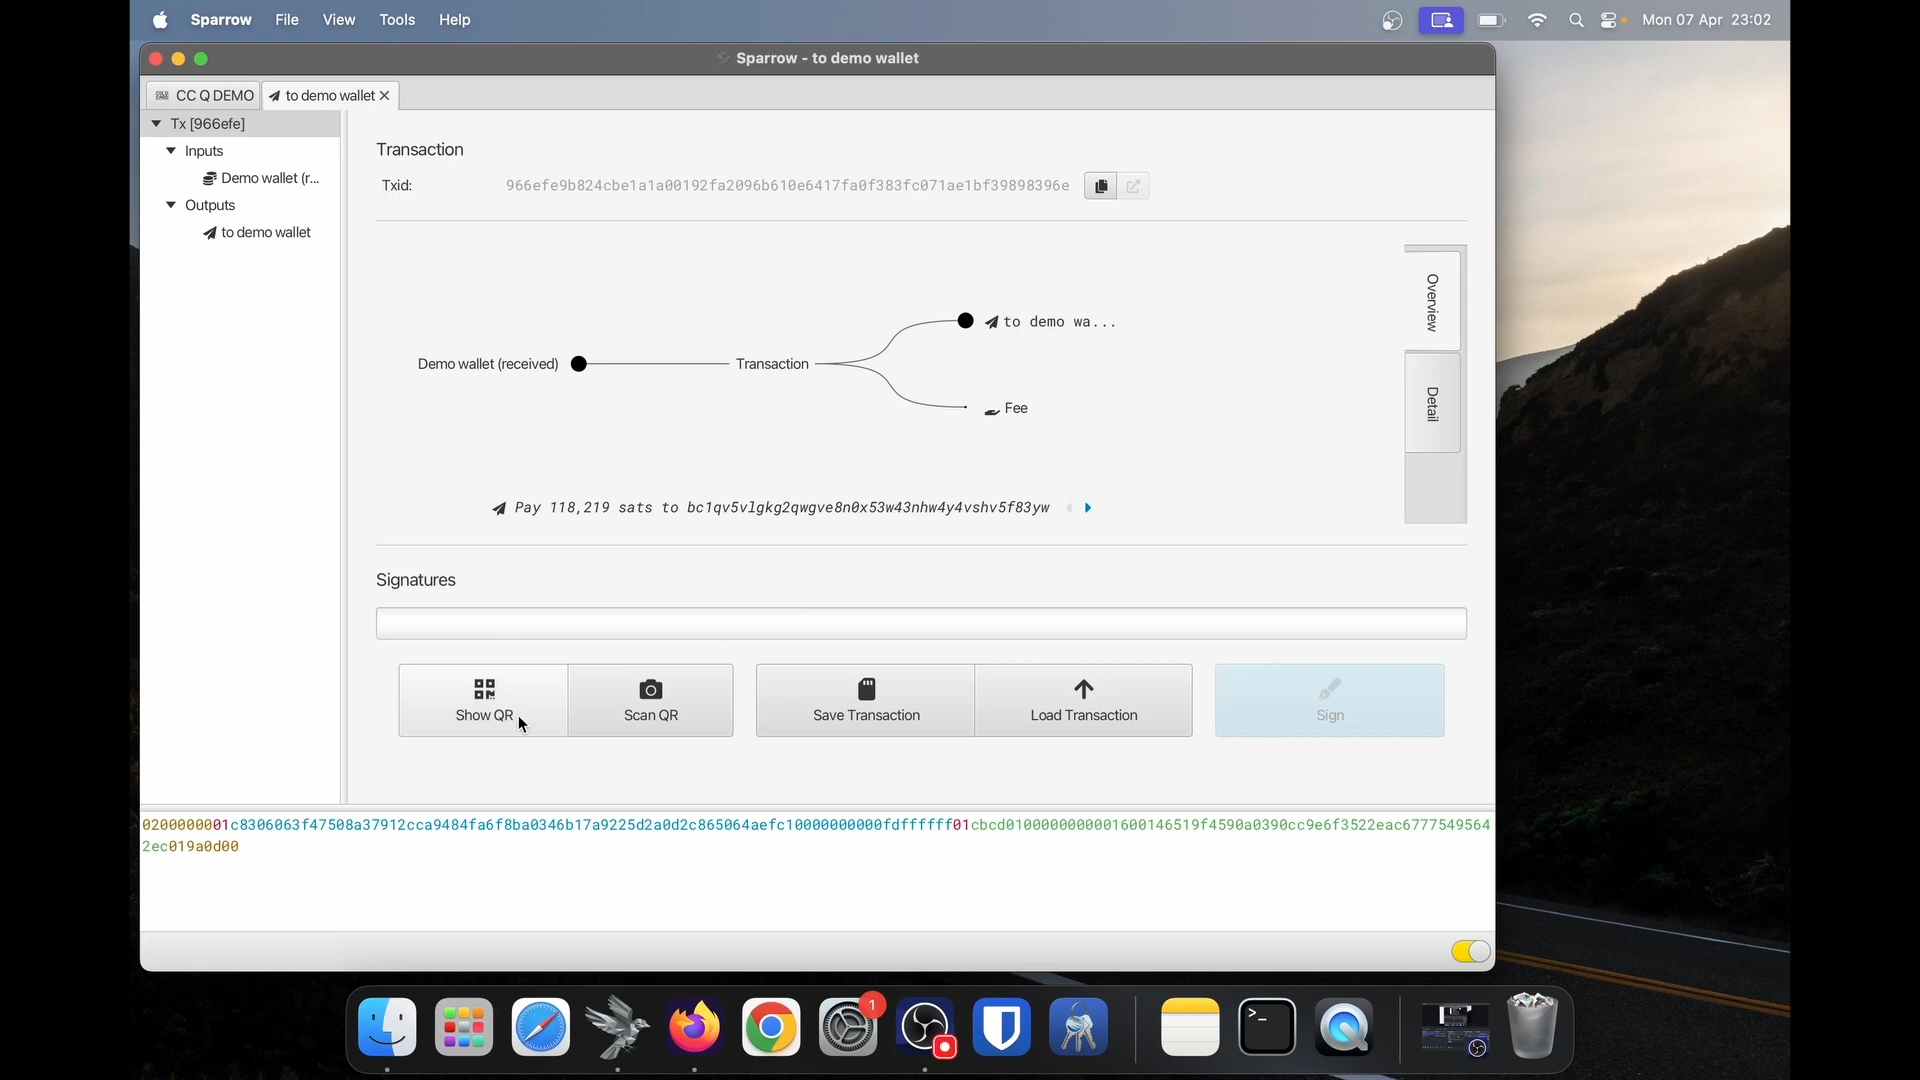 Sparrow File View Tools Help Mon 07 Apr 23:02
Sparrow - to demo wallet
CC Q DEMO to demo wallet
Tx [966efe]
Inputs
Demo wallet (r...
Outputs
to demo wallet
Transaction
Txid: 966efe9b824cbe1a1a00192fa2096b610e6417fa0f383fc071ae1bf39898396e
Overview
Detail
to demo wa...
Demo wallet (received) Transaction
Fee
Pay 118,219 sats to bc1qv5vlgkg2qwgve8n0x53w43nhw4y4vshv5f83yw
Signatures
Show QR Scan QR Save Transaction Load Transaction Sign
0200000001c8306063f47508a37912cca9484fa6f8ba0346b17a9225d2a0d2c865064aefc10000000000fdffffff01cbcd0100000000001600146519f4590a0390cc9e6f3522eac6777549564
2ec019a0d00
1
>_